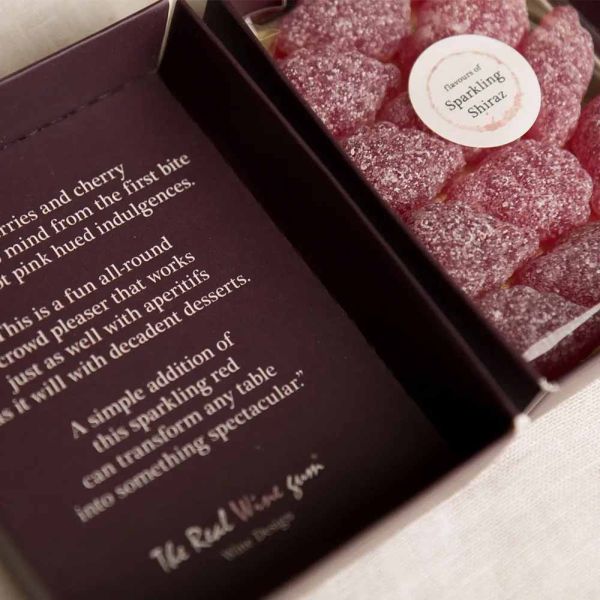 erries and cherry
mind from the first bite
ot pink hued indulgences.
This is a fun all-round
crowd pleaser that works
just as well with aperitifs
as it will with decadent desserts.
A simple addition of
this sparkling red
can transform any table
into something spectacular."
The Real Wine gum
Wine Design
flavours of
Sparkling
Shiraz